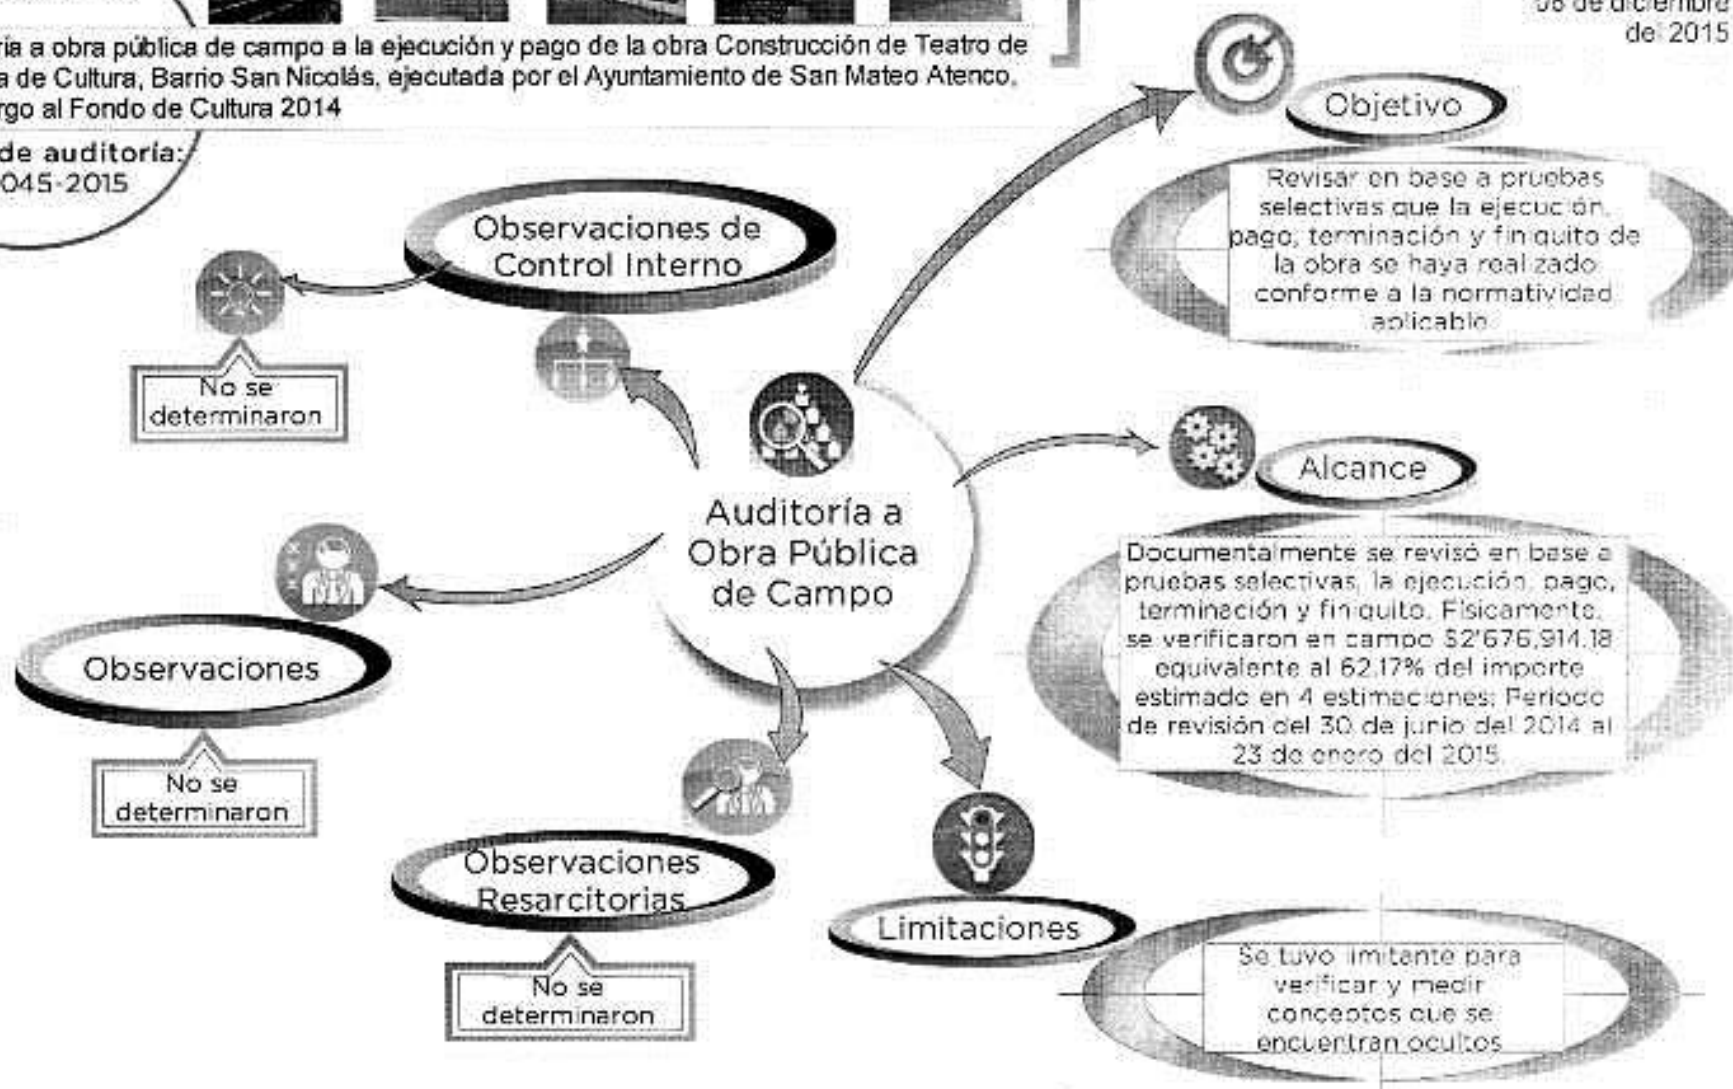 08 de diciembre
del 2015
ría a obra pública de campo a la ejecución y pago de la obra Construcción de Teatro de
a de Cultura, Barrio San Nicolás, ejecutada por el Ayuntamiento de San Mateo Atenco,
rgo al Fondo de Cultura 2014
de auditoría:
045-2015
Objetivo
Revisar en base a pruebas
selectivas que la ejecución,
pago, terminación y finiquito de
la obra se haya realizado
conforme a la normatividad
aplicable
Observaciones de
Control Interno
No se
determinaron
Auditoría a
Obra Pública
de Campo
Alcance
Documentalmente se revisó en base a
pruebas selectivas, la ejecución, pago,
terminación y finiquito. Físicamente,
se verificaron en campo $2'676,914.18
equivalente al 62.17% del importe
estimado en 4 estimaciones; Periodo
de revisión del 30 de junio del 2014 al
23 de enero del 2015.
Observaciones
No se
determinaron
Observaciones
Resarcitorias
No se
determinaron
Limitaciones
Se tuvo limitante para
verificar y medir
conceptos que se
encuentran ocultos